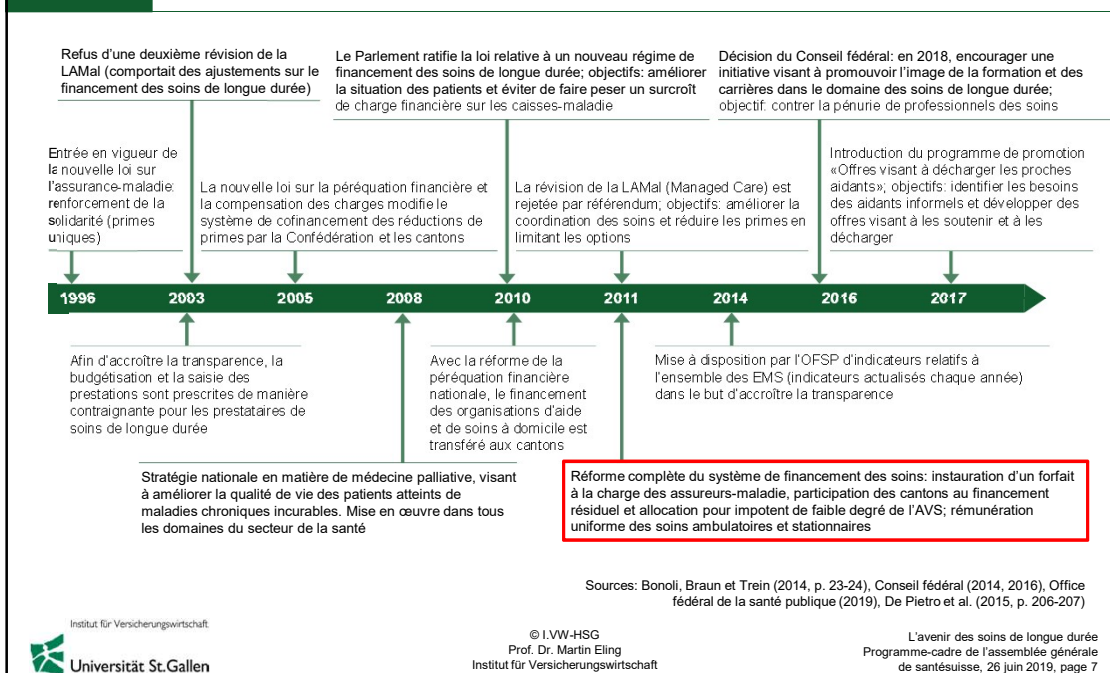 Refus d'une deuxième révision de la
LAMal (comportait des ajustements sur le
financement des soins de longue durée)
Le Parlement ratifie la loi relative à un nouveau régime de
financement des soins de longue durée; objectifs: améliorer
la situation des patients et éviter de faire peser un surcroît
de charge financière sur les caisses-maladie
Décision du Conseil fédéral: en 2018, encourager une
initiative visant à promouvoir l'image de la formation et des
carrières dans le domaine des soins de longue durée;
objectif: contrer la pénurie de professionnels des soins
Entrée en vigueur de
la nouvelle loi sur
l'assurance-maladie:
renforcement de la
solidarité (primes
uniques)
La nouvelle loi sur la péréquation financière et
la compensation des charges modifie le
système de cofinancement des réductions de
primes par la Confédération et les cantons
La révision de la LAMal (Managed Care) est
rejetée par référendum; objectifs: améliorer la
coordination des soins et réduire les primes en
limitant les options
Introduction du programme de promotion
«Offres visant à décharger les proches
aidants»; objectifs: identifier les besoins
des aidants informels et développer des
offres visant à les soutenir et à les
décharger
1996 2003 2005 2008 2010 2011 2014 2016 2017
Afin d'accroître la transparence, la
budgétisation et la saisie des
prestations sont prescrites de manière
contraignante pour les prestataires de
soins de longue durée
Avec la réforme de la
péréquation financière
nationale, le financement
des organisations d'aide
et de soins à domicile est
transféré aux cantons
Mise à disposition par l'OFSP d'indicateurs relatifs à
l'ensemble des EMS (indicateurs actualisés chaque année)
dans le but d'accroître la transparence
Stratégie nationale en matière de médecine palliative, visant
à améliorer la qualité de vie des patients atteints de
maladies chroniques incurables. Mise en œuvre dans tous
les domaines du secteur de la santé
Réforme complète du système de financement des soins: instauration d'un forfait
à la charge des assureurs-maladie, participation des cantons au financement
résiduel et allocation pour impotent de faible degré de l'AVS; rémunération
uniforme des soins ambulatoires et stationnaires
Sources: Bonoli, Braun et Trein (2014, p. 23-24), Conseil fédéral (2014, 2016), Office
fédéral de la santé publique (2019), De Pietro et al. (2015, p. 206-207)
Institut für Versicherungswirtschaft
Universität St.Gallen
© I.VW-HSG
Prof. Dr. Martin Eling
Institut für Versicherungswirtschaft
L'avenir des soins de longue durée
Programme-cadre de l'assemblée générale
de santésuisse, 26 juin 2019, page 7